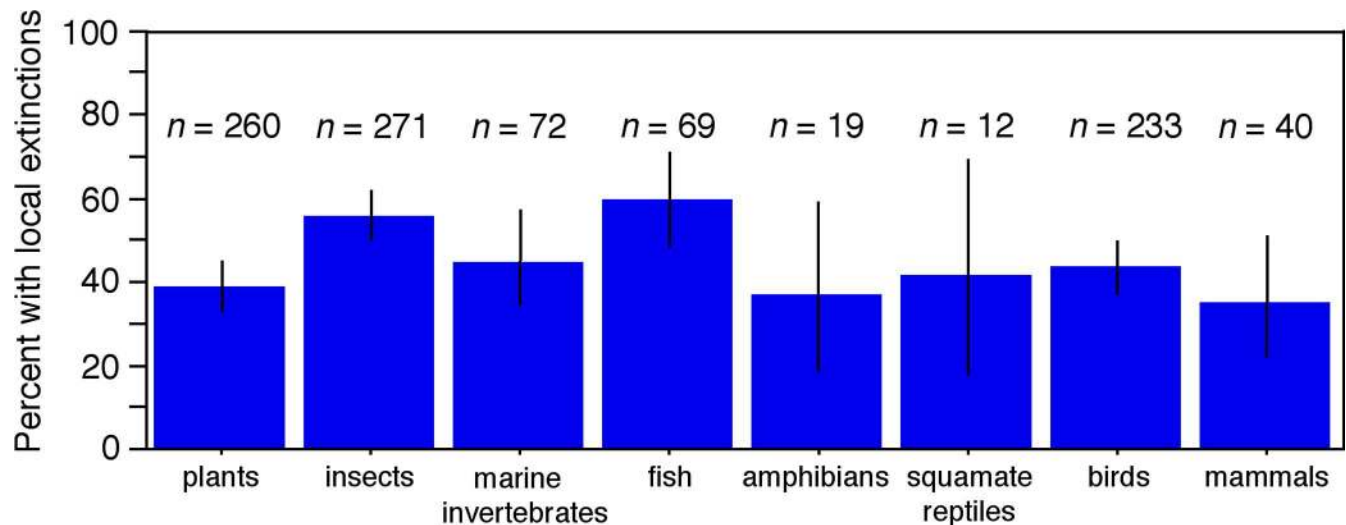 Percent with local extinctions
100
80
60
40
20
0
n = 260
n = 271
n = 72
n = 69
n = 19
n = 12
n = 233
n = 40
plants
insects
marine
invertebrates
fish
amphibians
squamate
reptiles
birds
mammals